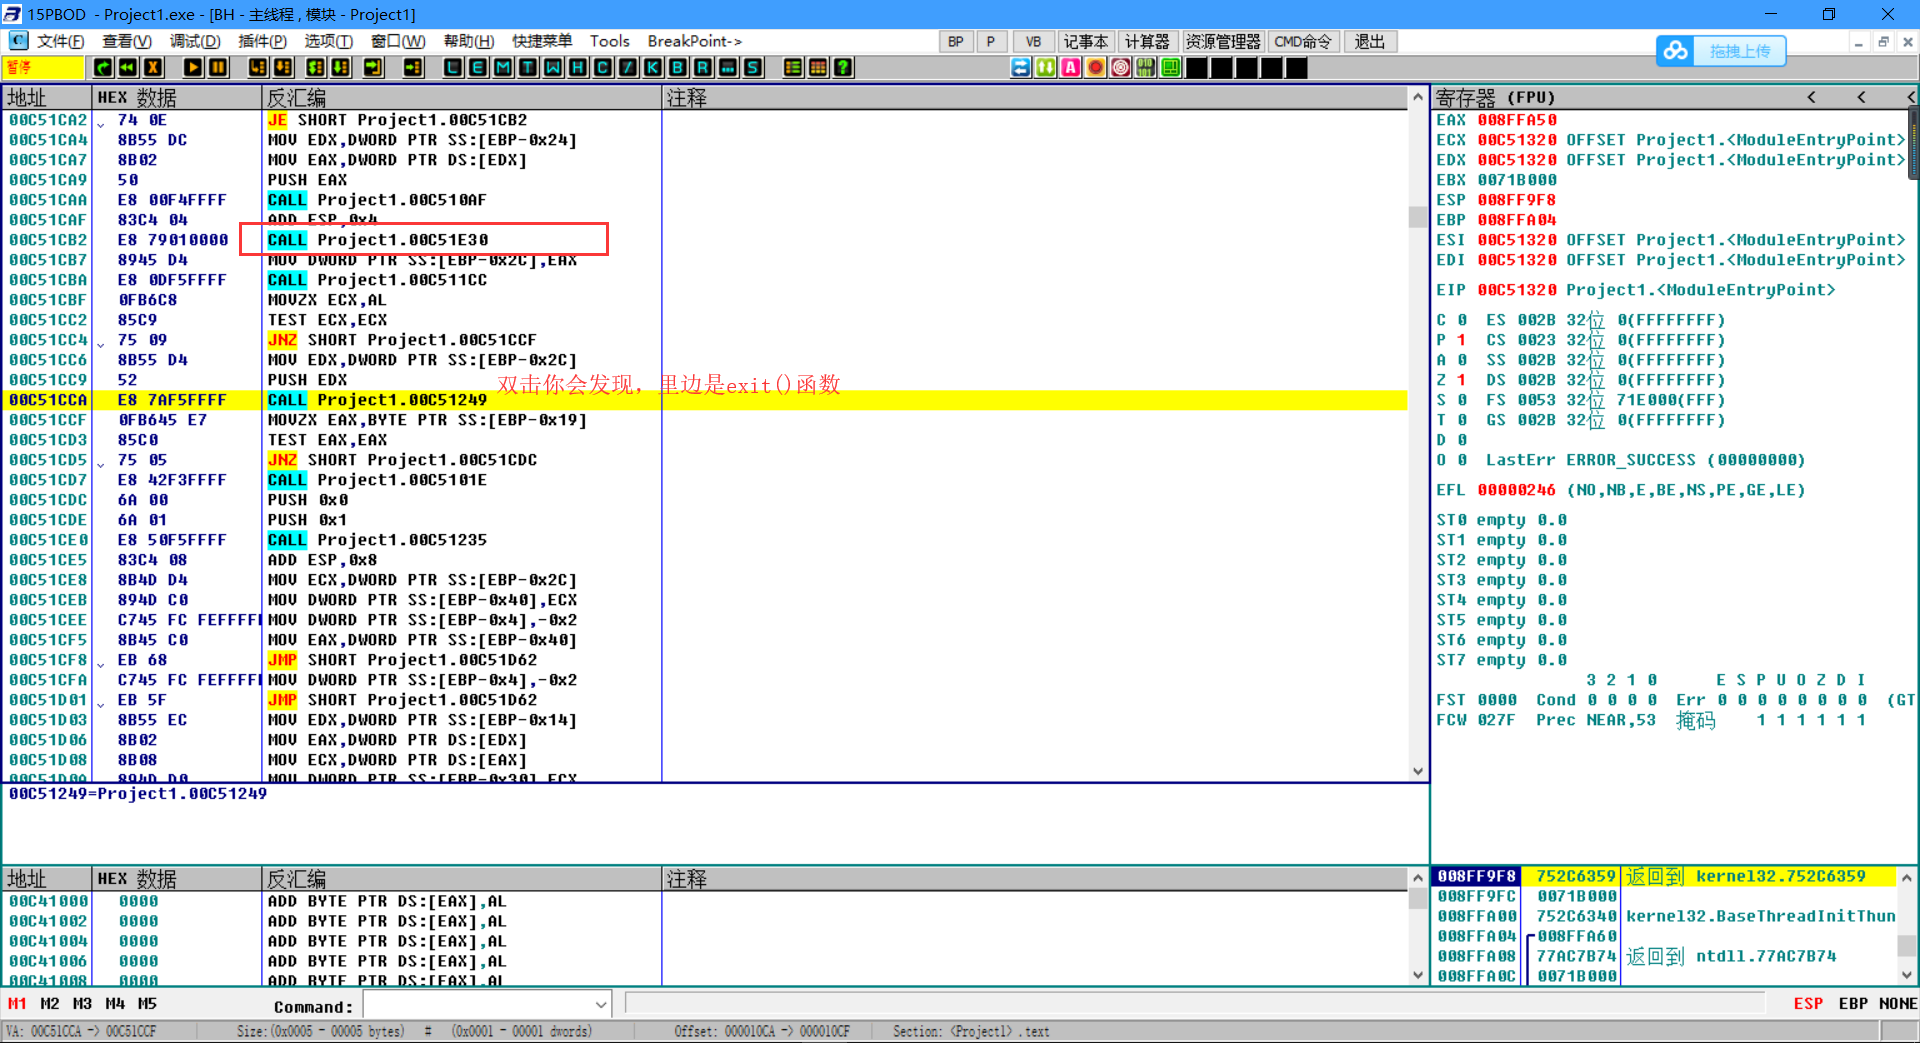 15PBOD - Project1.exe - [BH - 主线程 , 模块 - Project1]
文件(F) 查看(V) 调试(D) 插件(P) 选项(T) 窗口(W) 帮助(H) 快捷菜单 Tools BreakPoint->
BP P VB 记事本 计算器 资源管理器 CMD命令 退出
拖拽上传
暂停
L E M T W H C / K B R ... S ?
地址 HEX 数据 反汇编 注释
00C51CA2 74 0E JE SHORT Project1.00C51CB2
00C51CA4 8B55 DC MOV EDX,DWORD PTR SS:[EBP-0x24]
00C51CA7 8B02 MOV EAX,DWORD PTR DS:[EDX]
00C51CA9 50 PUSH EAX
00C51CAA E8 00F4FFFF CALL Project1.00C510AF
00C51CAF 83C4 04 ADD ESP,0x4
00C51CB2 E8 79010000 CALL Project1.00C51E30
00C51CB7 8945 D4 MOV DWORD PTR SS:[EBP-0x2C],EAX
00C51CBA E8 0DF5FFFF CALL Project1.00C511CC
00C51CBF 0FB6C8 MOVZX ECX,AL
00C51CC2 85C9 TEST ECX,ECX
00C51CC4 75 09 JNZ SHORT Project1.00C51CCF
00C51CC6 8B55 D4 MOV EDX,DWORD PTR SS:[EBP-0x2C]
00C51CC9 52 PUSH EDX
双击你会发现，里边是exit()函数
00C51CCA E8 7AF5FFFF CALL Project1.00C51249
00C51CCF 0FB645 E7 MOVZX EAX,BYTE PTR SS:[EBP-0x19]
00C51CD3 85C0 TEST EAX,EAX
00C51CD5 75 05 JNZ SHORT Project1.00C51CDC
00C51CD7 E8 42F3FFFF CALL Project1.00C5101E
00C51CDC 6A 00 PUSH 0x0
00C51CDE 6A 01 PUSH 0x1
00C51CE0 E8 50F5FFFF CALL Project1.00C51235
00C51CE5 83C4 08 ADD ESP,0x8
00C51CE8 8B4D D4 MOV ECX,DWORD PTR SS:[EBP-0x2C]
00C51CEB 894D C0 MOV DWORD PTR SS:[EBP-0x40],ECX
00C51CEE C745 FC FEFFFF MOV DWORD PTR SS:[EBP-0x4],-0x2
00C51CF5 8B45 C0 MOV EAX,DWORD PTR SS:[EBP-0x40]
00C51CF8 EB 68 JMP SHORT Project1.00C51D62
00C51CFA C745 FC FEFFFF MOV DWORD PTR SS:[EBP-0x4],-0x2
00C51D01 EB 5F JMP SHORT Project1.00C51D62
00C51D03 8B55 EC MOV EDX,DWORD PTR SS:[EBP-0x14]
00C51D06 8B02 MOV EAX,DWORD PTR DS:[EDX]
00C51D08 8B08 MOV ECX,DWORD PTR DS:[EAX]
00C51D0A 894D D0 MOV DWORD PTR SS:[EBP-0x30],ECX
00C51249=Project1.00C51249
寄存器 (FPU) < < <
EAX 008FFA50
ECX 00C51320 OFFSET Project1.<ModuleEntryPoint>
EDX 00C51320 OFFSET Project1.<ModuleEntryPoint>
EBX 0071B000
ESP 008FF9F8
EBP 008FFA04
ESI 00C51320 OFFSET Project1.<ModuleEntryPoint>
EDI 00C51320 OFFSET Project1.<ModuleEntryPoint>
EIP 00C51320 Project1.<ModuleEntryPoint>
C 0 ES 002B 32位 0(FFFFFFFF)
P 1 CS 0023 32位 0(FFFFFFFF)
A 0 SS 002B 32位 0(FFFFFFFF)
Z 1 DS 002B 32位 0(FFFFFFFF)
S 0 FS 0053 32位 71E000(FFF)
T 0 GS 002B 32位 0(FFFFFFFF)
D 0
O 0 LastErr ERROR_SUCCESS (00000000)
EFL 00000246 (NO,NB,E,BE,NS,PE,GE,LE)
ST0 empty 0.0
ST1 empty 0.0
ST2 empty 0.0
ST3 empty 0.0
ST4 empty 0.0
ST5 empty 0.0
ST6 empty 0.0
ST7 empty 0.0
3 2 1 0 E S P U O Z D I
FST 0000 Cond 0 0 0 0 Err 0 0 0 0 0 0 0 0 (GT
FCW 027F Prec NEAR,53 掩码 1 1 1 1 1 1
地址 HEX 数据 反汇编 注释
00C41000 0000 ADD BYTE PTR DS:[EAX],AL
00C41002 0000 ADD BYTE PTR DS:[EAX],AL
00C41004 0000 ADD BYTE PTR DS:[EAX],AL
00C41006 0000 ADD BYTE PTR DS:[EAX],AL
00C41008 0000 ADD BYTE PTR DS:[EAX],AL
008FF9F8 752C6359 返回到 kernel32.752C6359
008FF9FC 0071B000
008FFA00 752C6340 kernel32.BaseThreadInitThun
008FFA04 008FFA60
008FFA08 77AC7B74 返回到 ntdll.77AC7B74
008FFA0C 0071B000
M1 M2 M3 M4 M5 Command: ESP EBP NONE
VA: 00C51CCA -> 00C51CCF Size:(0x0005 - 00005 bytes) # (0x0001 - 00001 dwords) Offset: 000010CA -> 000010CF Section: <Project1> .text